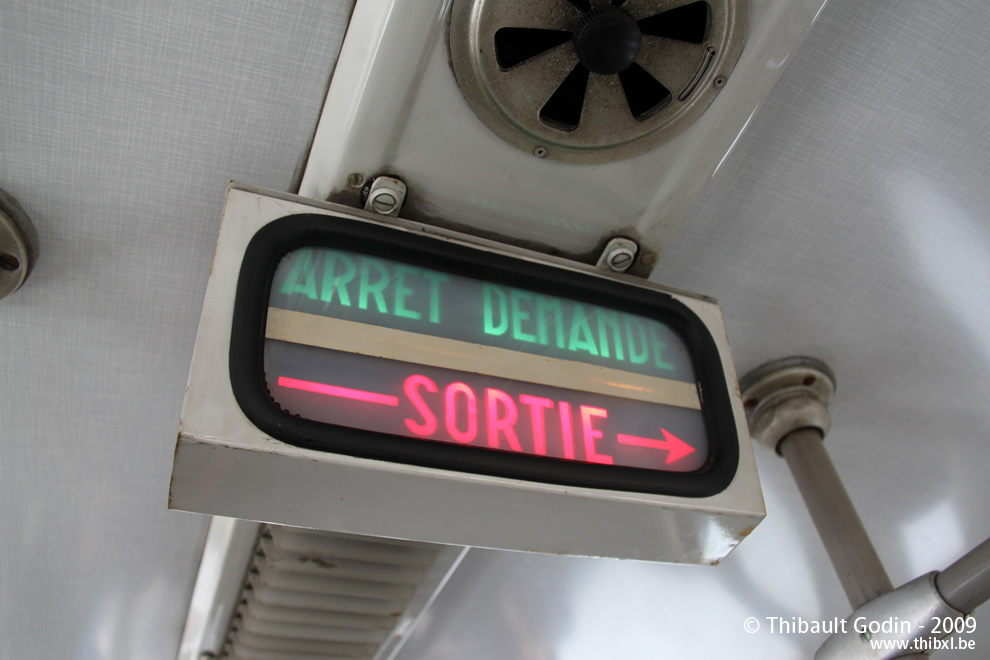 ARRET DEMANDE
SORTIE
© Thibault Godin - 2009
www.thibxl.be